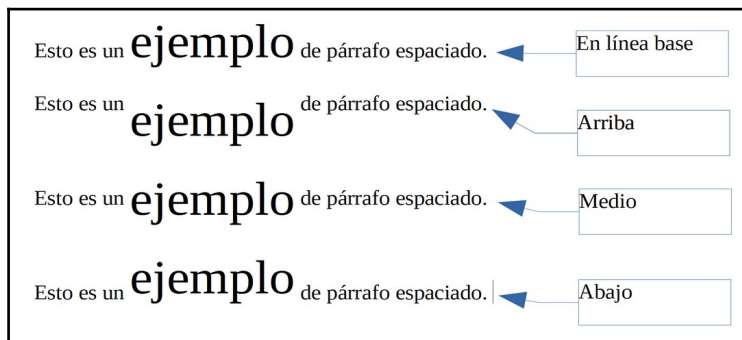 Esto es un ejemplo de párrafo espaciado.
En línea base
Esto es un ejemplo de párrafo espaciado.
Arriba
Esto es un ejemplo de párrafo espaciado.
Medio
Esto es un ejemplo de párrafo espaciado.
Abajo